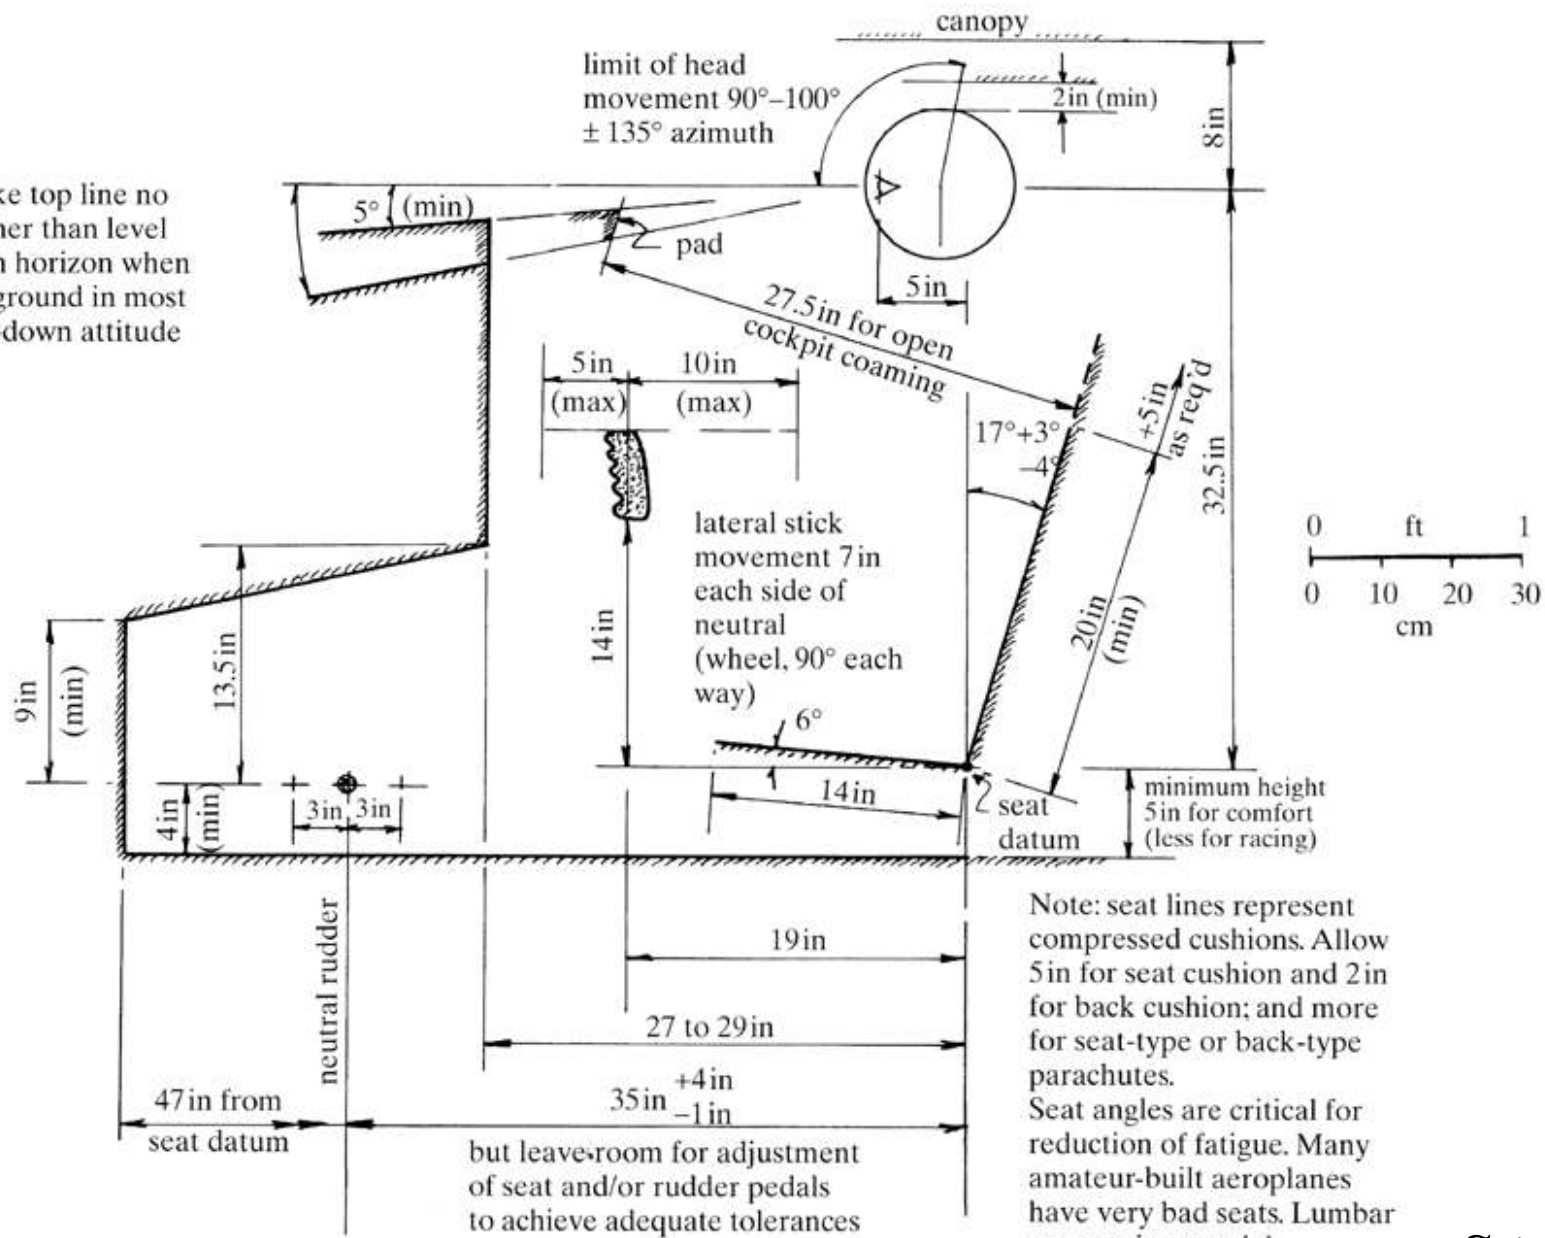 canopy
limit of head
movement 90°–100°
± 135° azimuth
2in (min)
8in
top line no
than level
horizon when
ground in most
down attitude
5° (min)
pad
5in
27.5in for open
cockpit coaming
5in
(max)
10in
(max)
17°+3°
–4°
+5in
as req'd
32.5in
0 ft 1
0 10 20 30
cm
lateral stick
movement 7in
each side of
neutral
(wheel, 90° each
way)
14in
20in
(min)
13.5in
9in
(min)
6°
14in
seat
datum
minimum height
5in for comfort
(less for racing)
4in
(min)
3in 3in
neutral rudder
19in
27 to 29in
35in +4in
–1in
47in from
seat datum
but leave room for adjustment
of seat and/or rudder pedals
to achieve adequate tolerances
Note: seat lines represent
compressed cushions. Allow
5in for seat cushion and 2in
for back cushion; and more
for seat-type or back-type
parachutes.
Seat angles are critical for
reduction of fatigue. Many
amateur-built aeroplanes
have very bad seats. Lumbar